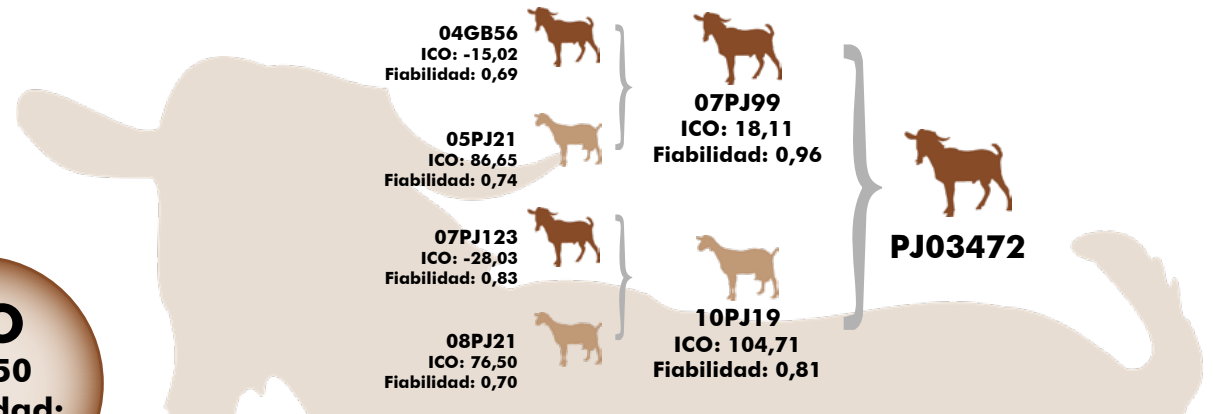 04GB56
ICO: -15,02
Fiabilidad: 0,69
05PJ21
ICO: 86,65
Fiabilidad: 0,74
07PJ123
ICO: -28,03
Fiabilidad: 0,83
08PJ21
ICO: 76,50
Fiabilidad: 0,70
07PJ99
ICO: 18,11
Fiabilidad: 0,96
10PJ19
ICO: 104,71
Fiabilidad: 0,81
PJ03472